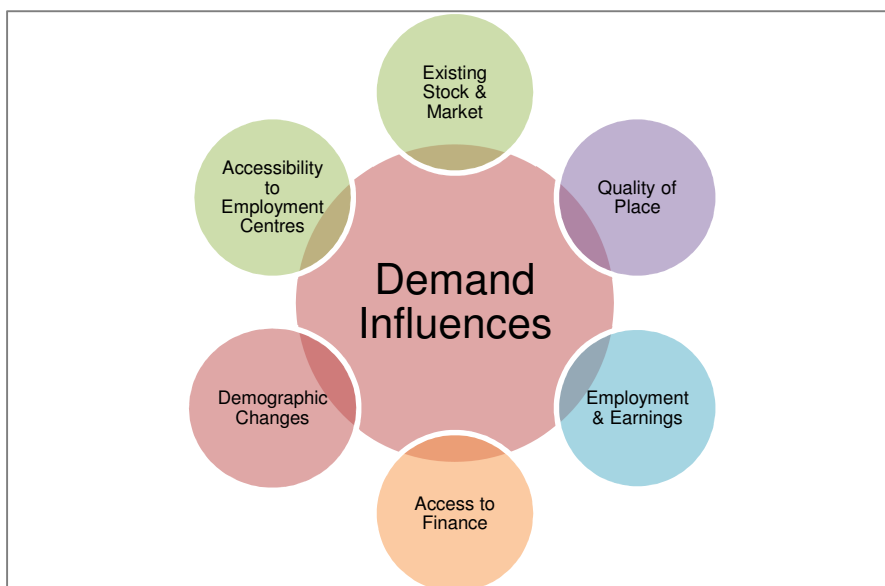 Existing
Stock &
Market
Accessibility
to
Employment
Centres
Quality of
Place
Demand
Influences
Demographic
Changes
Employment
& Earnings
Access to
Finance